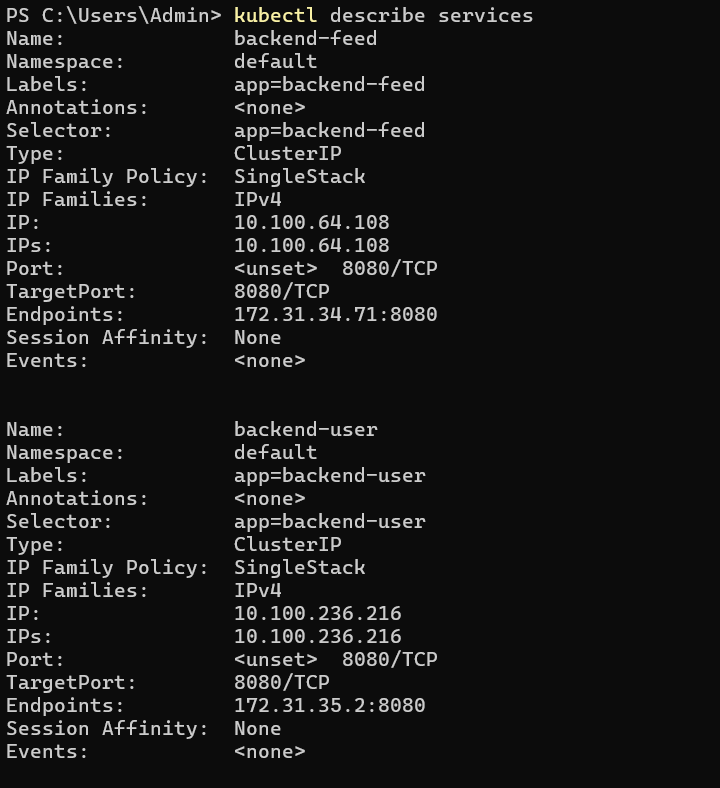 PS C:\Users\Admin> kubectl describe services
Name:              backend-feed
Namespace:         default
Labels:            app=backend-feed
Annotations:       <none>
Selector:          app=backend-feed
Type:              ClusterIP
IP Family Policy:  SingleStack
IP Families:       IPv4
IP:                10.100.64.108
IPs:               10.100.64.108
Port:              <unset>  8080/TCP
TargetPort:        8080/TCP
Endpoints:         172.31.34.71:8080
Session Affinity:  None
Events:            <none>
Name:              backend-user
Namespace:         default
Labels:            app=backend-user
Annotations:       <none>
Selector:          app=backend-user
Type:              ClusterIP
IP Family Policy:  SingleStack
IP Families:       IPv4
IP:                10.100.236.216
IPs:               10.100.236.216
Port:              <unset>  8080/TCP
TargetPort:        8080/TCP
Endpoints:         172.31.35.2:8080
Session Affinity:  None
Events:            <none>